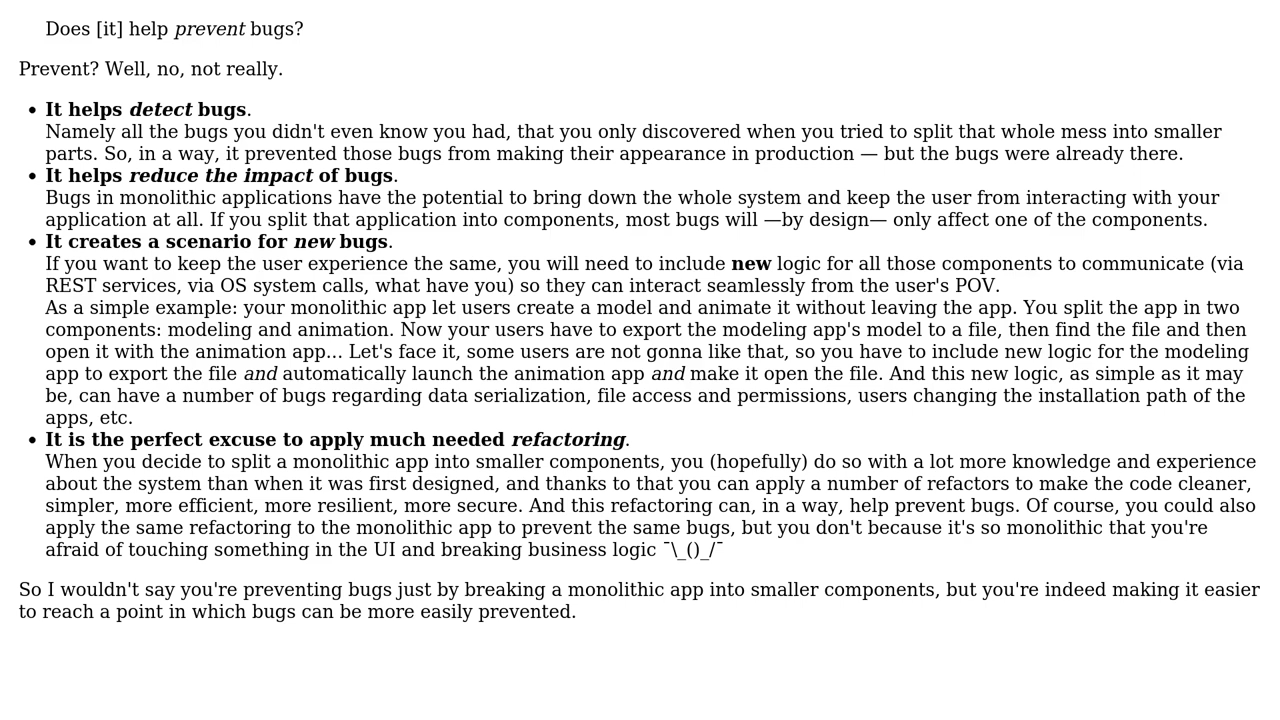 Does [it] help prevent bugs?
Prevent? Well, no, not really.
• It helps detect bugs.
Namely all the bugs you didn't even know you had, that you only discovered when you tried to split that whole mess into smaller
parts. So, in a way, it prevented those bugs from making their appearance in production — but the bugs were already there.
• It helps reduce the impact of bugs.
Bugs in monolithic applications have the potential to bring down the whole system and keep the user from interacting with your
application at all. If you split that application into components, most bugs will —by design— only affect one of the components.
• It creates a scenario for new bugs.
If you want to keep the user experience the same, you will need to include new logic for all those components to communicate (via
REST services, via OS system calls, what have you) so they can interact seamlessly from the user's POV.
As a simple example: your monolithic app let users create a model and animate it without leaving the app. You split the app in two
components: modeling and animation. Now your users have to export the modeling app's model to a file, then find the file and then
open it with the animation app... Let's face it, some users are not gonna like that, so you have to include new logic for the modeling
app to export the file and automatically launch the animation app and make it open the file. And this new logic, as simple as it may
be, can have a number of bugs regarding data serialization, file access and permissions, users changing the installation path of the
apps, etc.
• It is the perfect excuse to apply much needed refactoring.
When you decide to split a monolithic app into smaller components, you (hopefully) do so with a lot more knowledge and experience
about the system than when it was first designed, and thanks to that you can apply a number of refactors to make the code cleaner,
simpler, more efficient, more resilient, more secure. And this refactoring can, in a way, help prevent bugs. Of course, you could also
apply the same refactoring to the monolithic app to prevent the same bugs, but you don't because it's so monolithic that you're
afraid of touching something in the UI and breaking business logic ¯\_()_/¯
So I wouldn't say you're preventing bugs just by breaking a monolithic app into smaller components, but you're indeed making it easier
to reach a point in which bugs can be more easily prevented.